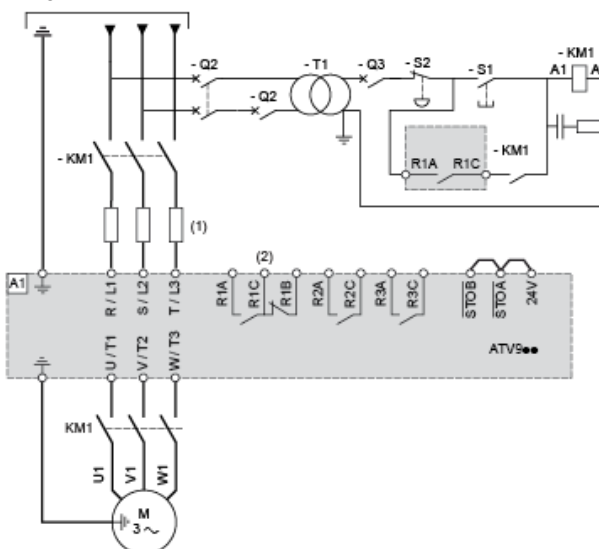 - Q2
- T1
- Q3
- S2
- S1
- KM1
A1
A
- Q2
- KM1
R1A
R1C
- KM1
(1)
(2)
A1
R / L1
S / L2
T / L3
R1A
R1C
R1B
R2A
R2C
R3A
R3C
STOB
STOA
24V
ATV9●●
U / T1
V / T2
W / T3
KM1
U1
V1
W1
M
3 ~